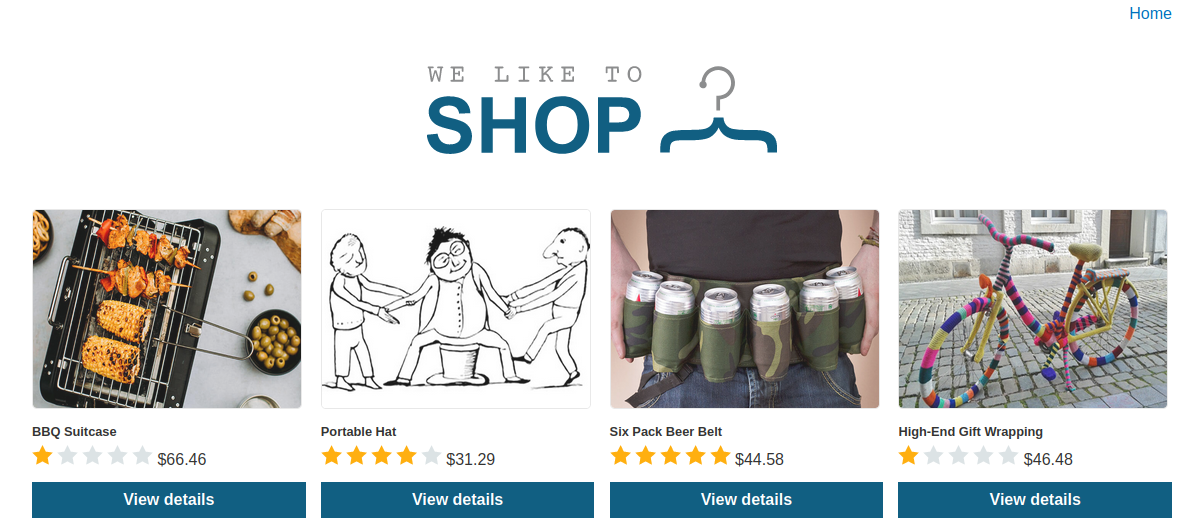 Home
WE LIKE TO
SHOP
BBQ Suitcase
$66.46
View details
Portable Hat
$31.29
View details
Six Pack Beer Belt
$44.58
View details
High-End Gift Wrapping
$46.48
View details